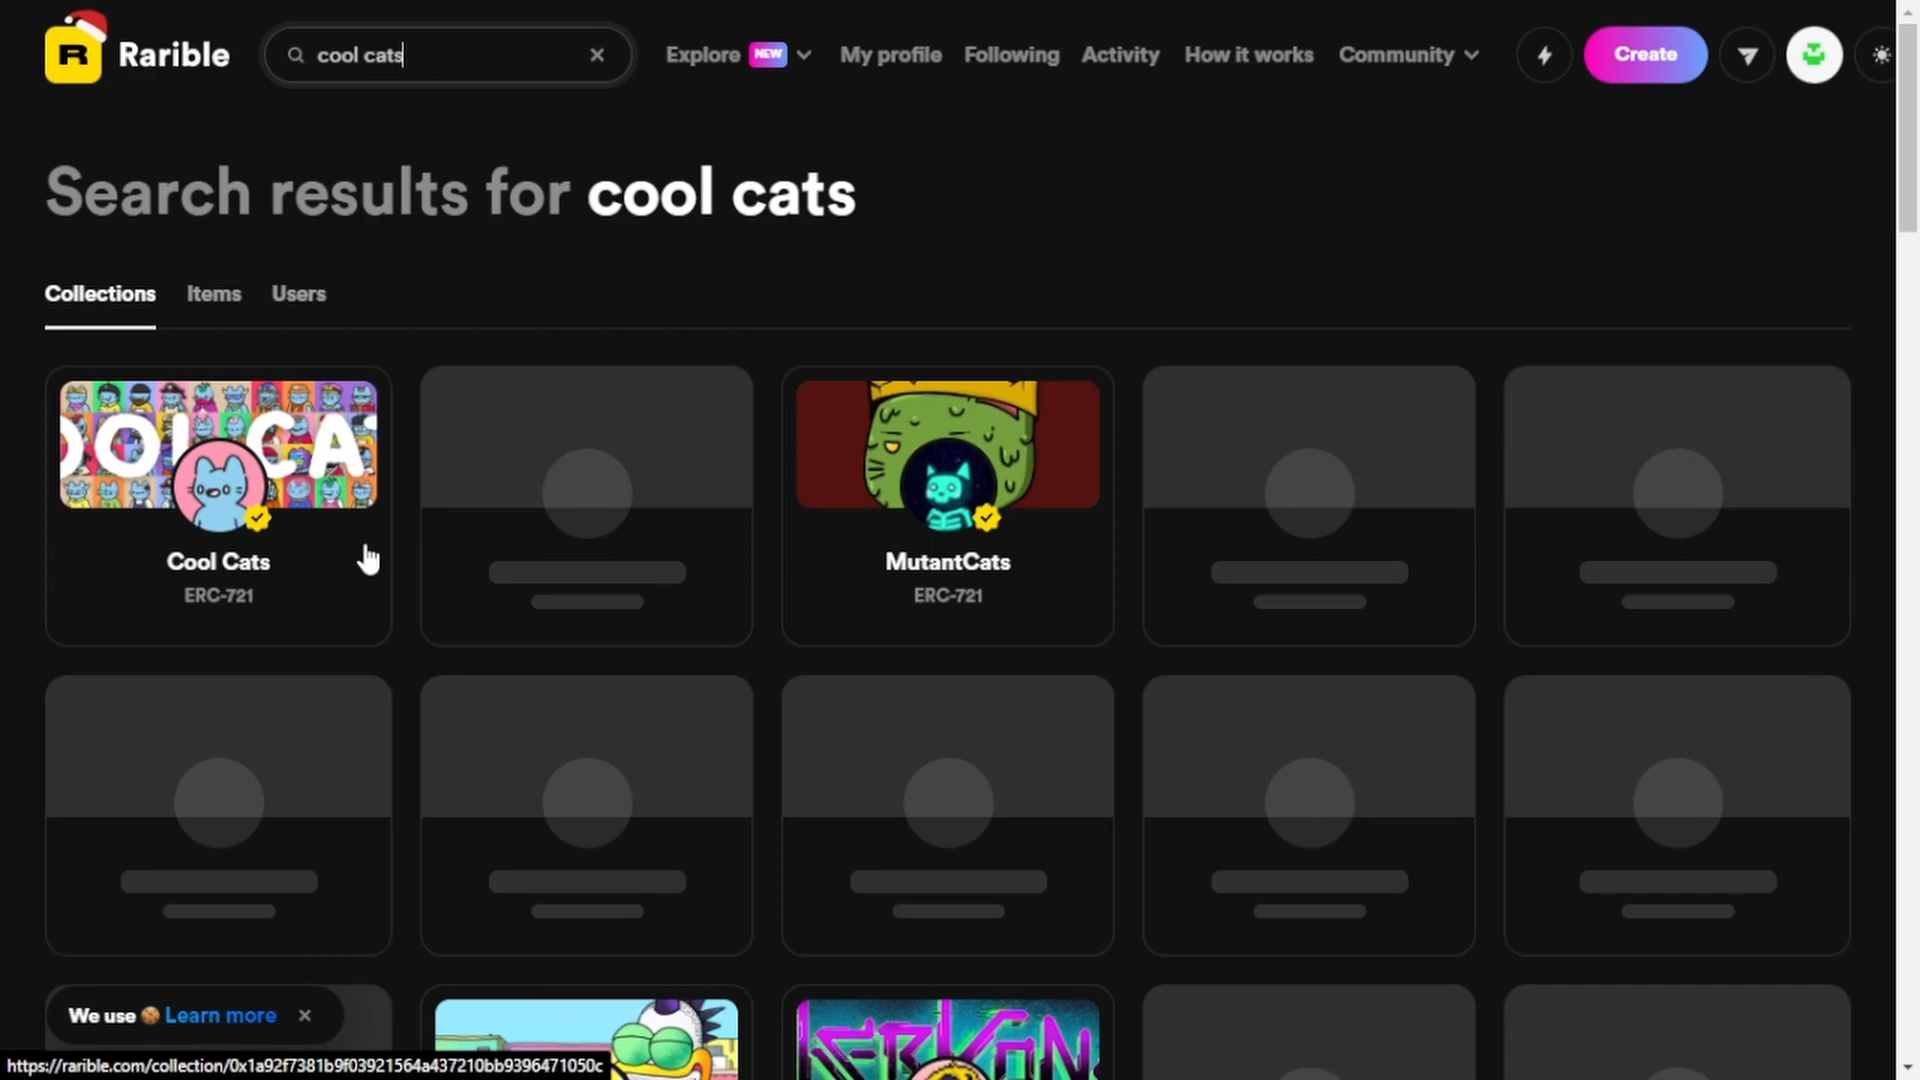 R Rarible
cool cats
Explore NEW
My profile
Following
Activity
How it works
Community
Create
Search results for cool cats
Collections
Items
Users
OOL CAT
Cool Cats
ERC-721
MutantCats
ERC-721
We use 🍪 Learn more
https://rarible.com/collection/0x1a92f7381b9f03921564a437210bb9396471050c